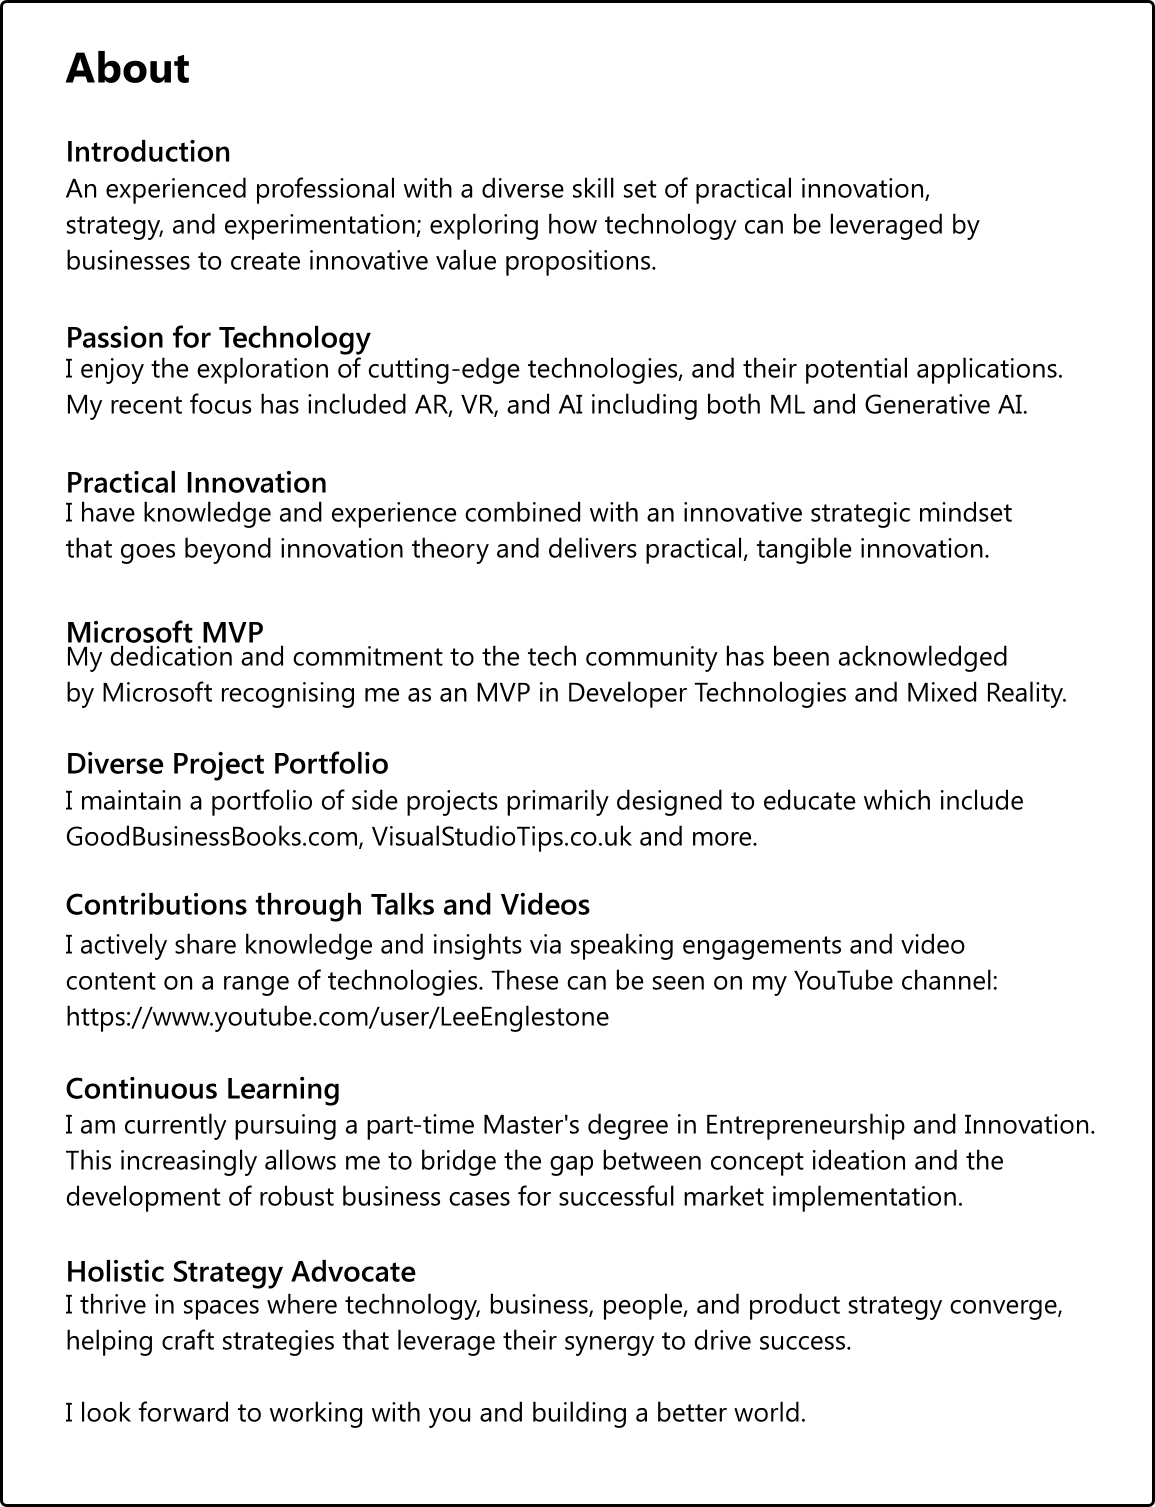 About
Introduction
An experienced professional with a diverse skill set of practical innovation,
strategy, and experimentation; exploring how technology can be leveraged by
businesses to create innovative value propositions.
Passion for Technology
I enjoy the exploration of cutting-edge technologies, and their potential applications.
My recent focus has included AR, VR, and AI including both ML and Generative AI.
Practical Innovation
I have knowledge and experience combined with an innovative strategic mindset
that goes beyond innovation theory and delivers practical, tangible innovation.
Microsoft MVP
My dedication and commitment to the tech community has been acknowledged
by Microsoft recognising me as an MVP in Developer Technologies and Mixed Reality.
Diverse Project Portfolio
I maintain a portfolio of side projects primarily designed to educate which include
GoodBusinessBooks.com, VisualStudioTips.co.uk and more.
Contributions through Talks and Videos
I actively share knowledge and insights via speaking engagements and video
content on a range of technologies. These can be seen on my YouTube channel:
https://www.youtube.com/user/LeeEnglestone
Continuous Learning
I am currently pursuing a part-time Master's degree in Entrepreneurship and Innovation.
This increasingly allows me to bridge the gap between concept ideation and the
development of robust business cases for successful market implementation.
Holistic Strategy Advocate
I thrive in spaces where technology, business, people, and product strategy converge,
helping craft strategies that leverage their synergy to drive success.
I look forward to working with you and building a better world.